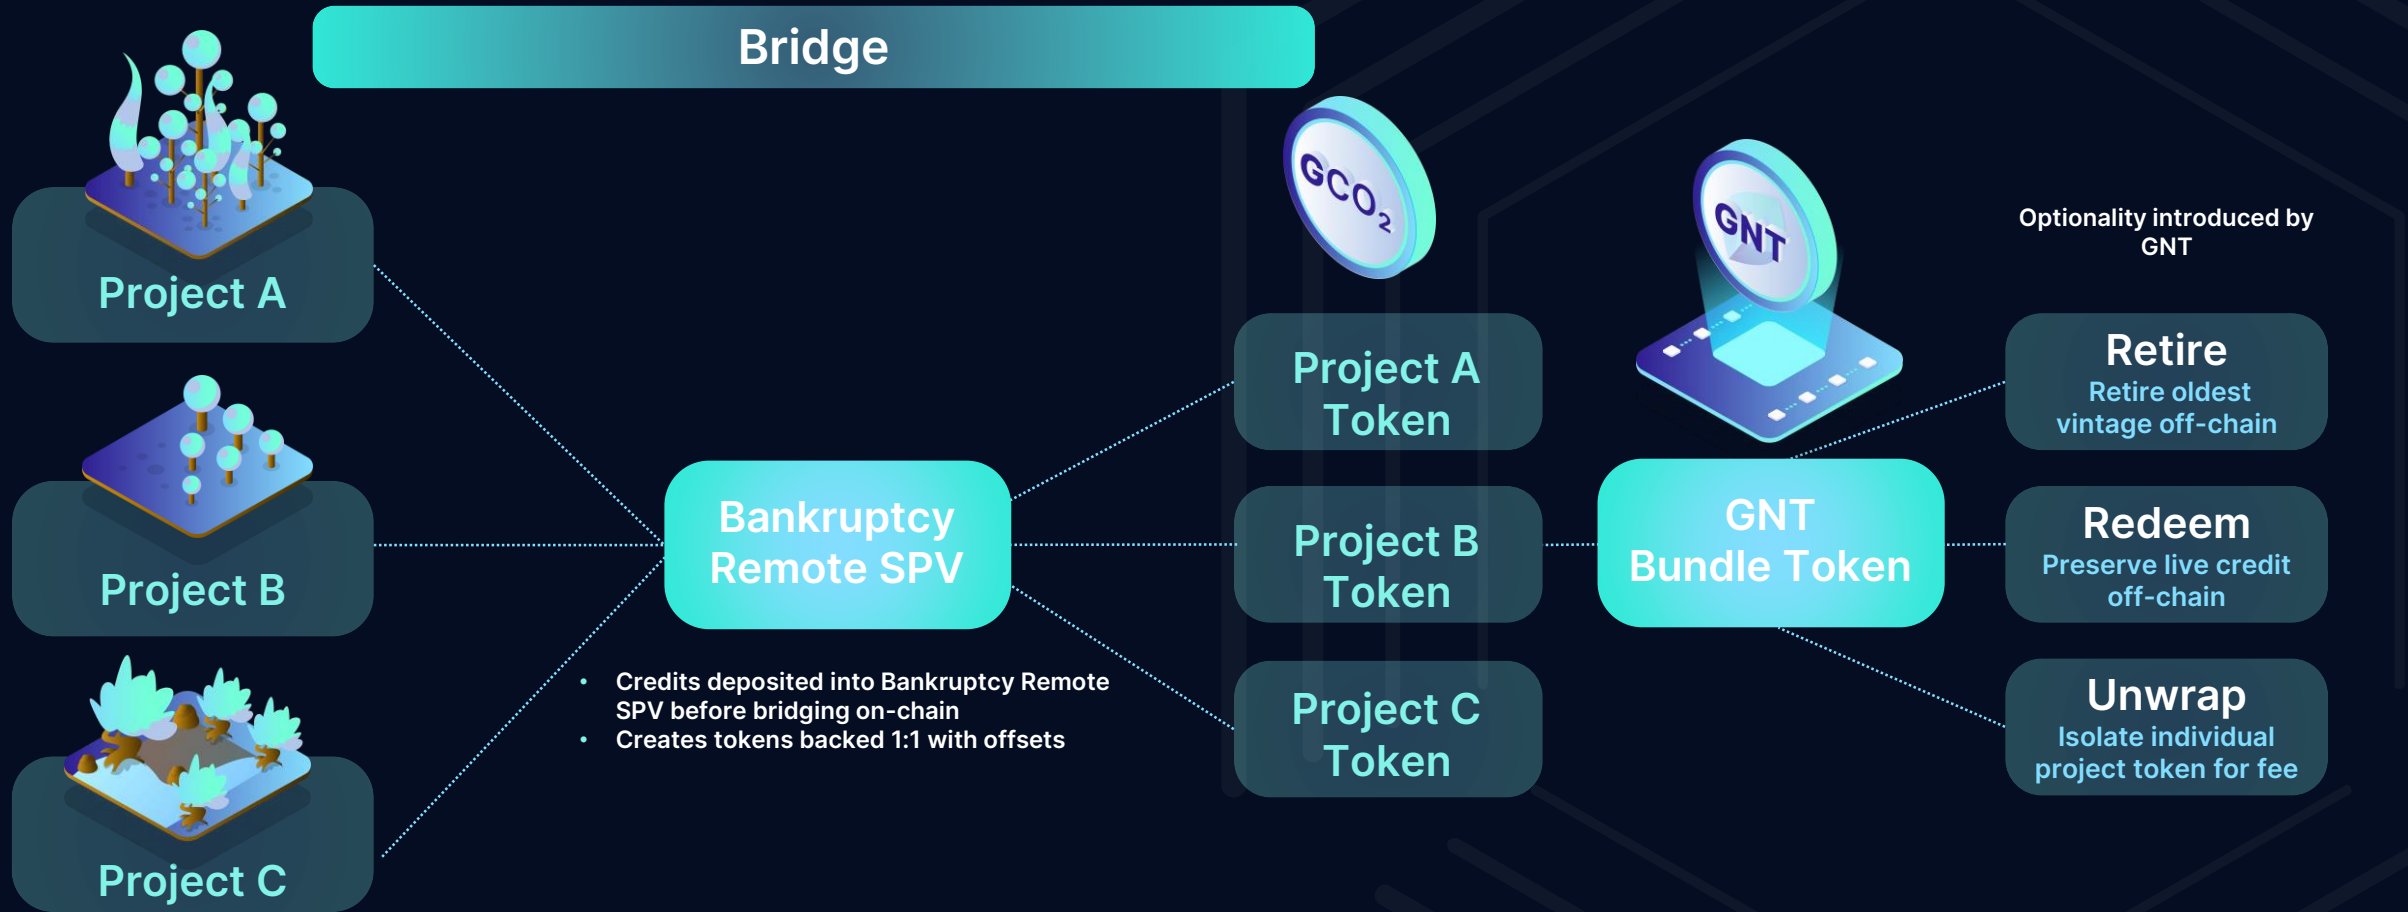 Bridge
Project A
Project B
Project C
Bankruptcy
Remote SPV
• Credits deposited into Bankruptcy Remote
SPV before bridging on-chain
• Creates tokens backed 1:1 with offsets
GCO₂
Project A
Token
Project B
Token
Project C
Token
GNT
GNT
Bundle Token
Optionality introduced by
GNT
Retire
Retire oldest
vintage off-chain
Redeem
Preserve live credit
off-chain
Unwrap
Isolate individual
project token for fee